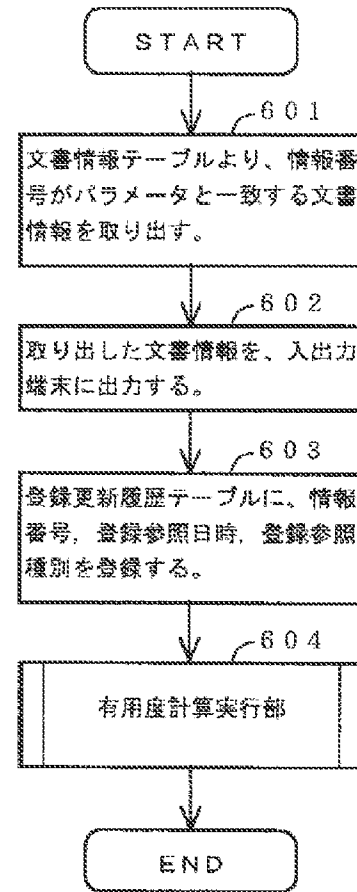 START
601
文書情報テーブルより、情報番
号がパラメータと一致する文書
情報を取り出す。
602
取り出した文書情報を、入出力
端末に出力する。
603
登録更新履歴テーブルに、情報
番号，登録参照日時，登録参照
種別を登録する。
604
有用度計算実行部
END